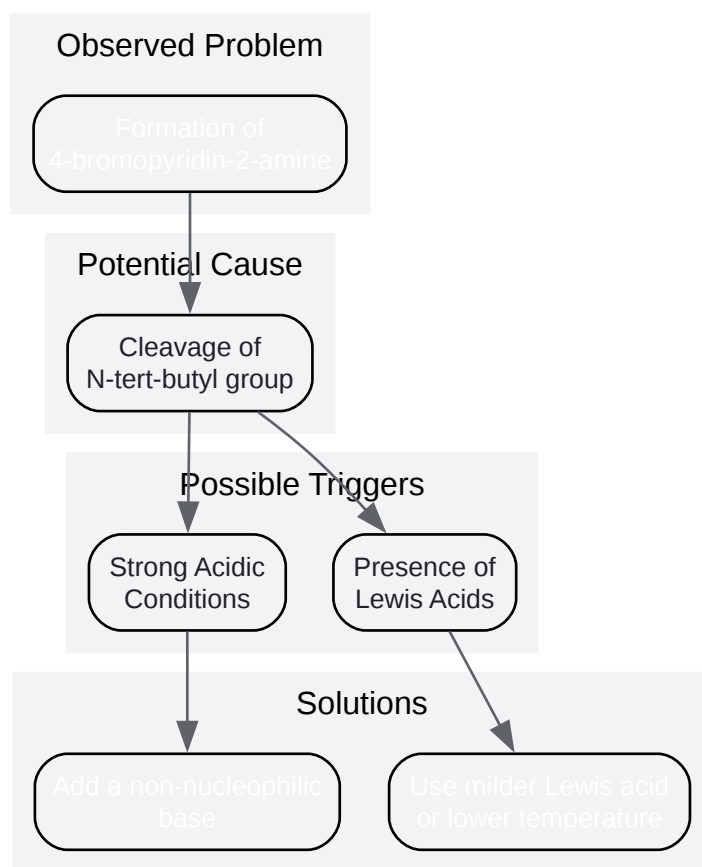 Observed Problem
Formation of
4-bromopyridin-2-amine
Potential Cause
Cleavage of
N-tert-butyl group
Possible Triggers
Strong Acidic
Conditions
Presence of
Lewis Acids
Solutions
Add a non-nucleophilic
base
Use milder Lewis acid
or lower temperature